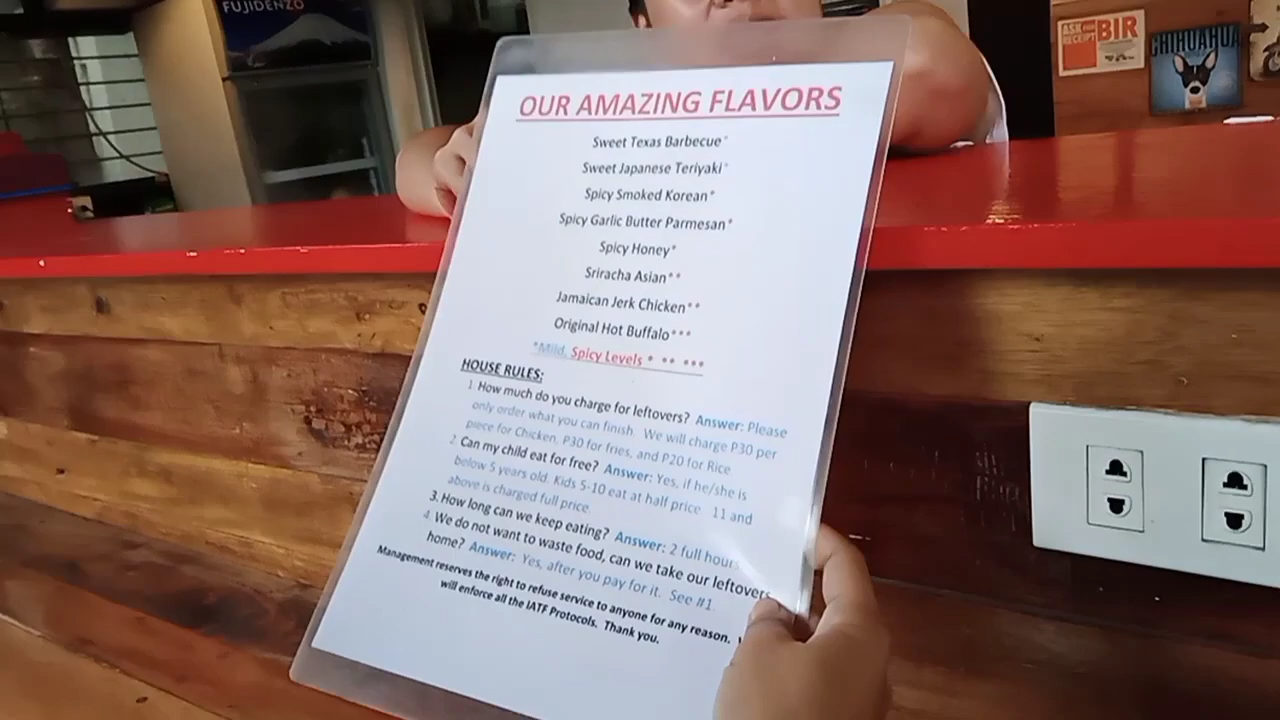 FUJIDENZO
ASK FOR RECEIPT BIR
CHIHUAHUA
OUR AMAZING FLAVORS
Sweet Texas Barbecue*
Sweet Japanese Teriyaki*
Spicy Smoked Korean*
Spicy Garlic Butter Parmesan*
Spicy Honey*
Sriracha Asian**
Jamaican Jerk Chicken**
Original Hot Buffalo***
*Mild, Spicy Levels * ** ***
HOUSE RULES:
1. How much do you charge for leftovers? Answer: Please
only order what you can finish. We will charge P30 per
piece for Chicken, P30 for fries, and P20 for Rice
2. Can my child eat for free? Answer: Yes, if he/she is
below 5 years old. Kids 5-10 eat at half price. 11 and
above is charged full price.
3. How long can we keep eating? Answer: 2 full hours
4. We do not want to waste food, can we take our leftovers
home? Answer: Yes, after you pay for it. See #1.
Management reserves the right to refuse service to anyone for any reason.
will enforce all the IATF Protocols. Thank you.